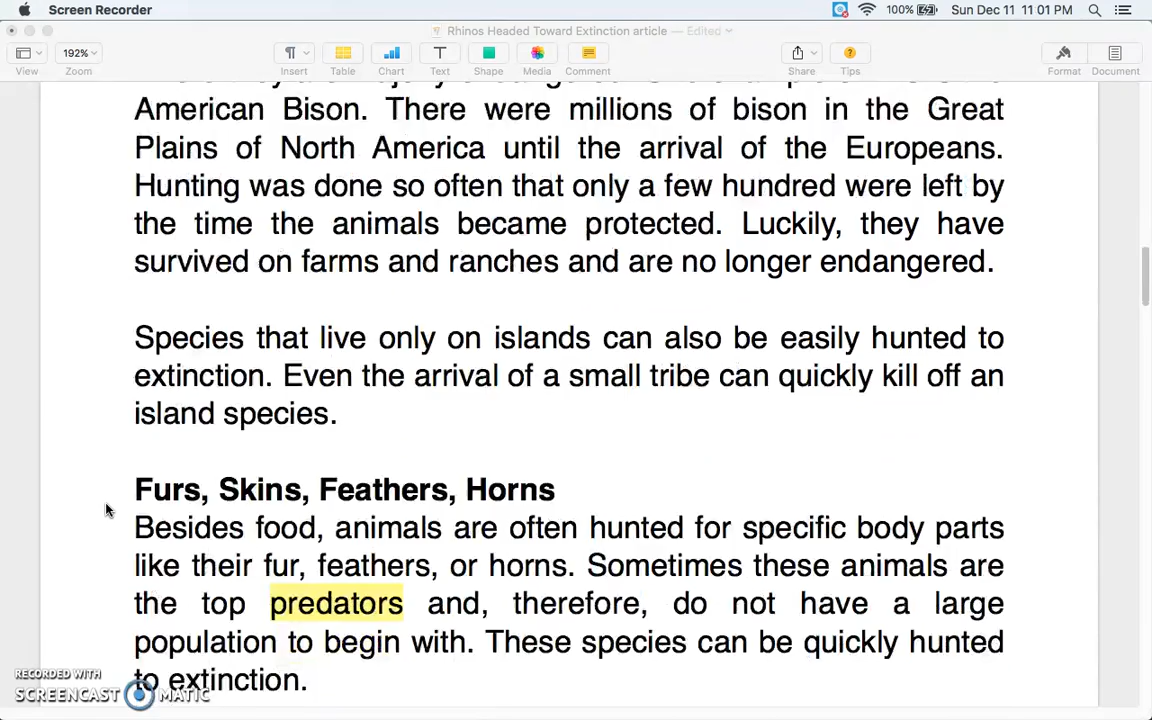 Screen Recorder 100% Sun Dec 11 11:01 PM
Rhinos Headed Toward Extinction article — Edited
192%
View Zoom Insert Table Chart Text Shape Media Comment Share Tips Format Document
American Bison. There were millions of bison in the Great
Plains of North America until the arrival of the Europeans.
Hunting was done so often that only a few hundred were left by
the time the animals became protected. Luckily, they have
survived on farms and ranches and are no longer endangered.
Species that live only on islands can also be easily hunted to
extinction. Even the arrival of a small tribe can quickly kill off an
island species.
Furs, Skins, Feathers, Horns
Besides food, animals are often hunted for specific body parts
like their fur, feathers, or horns. Sometimes these animals are
the top predators and, therefore, do not have a large
population to begin with. These species can be quickly hunted
to extinction.
RECORDED WITH
SCREENCAST MATIC